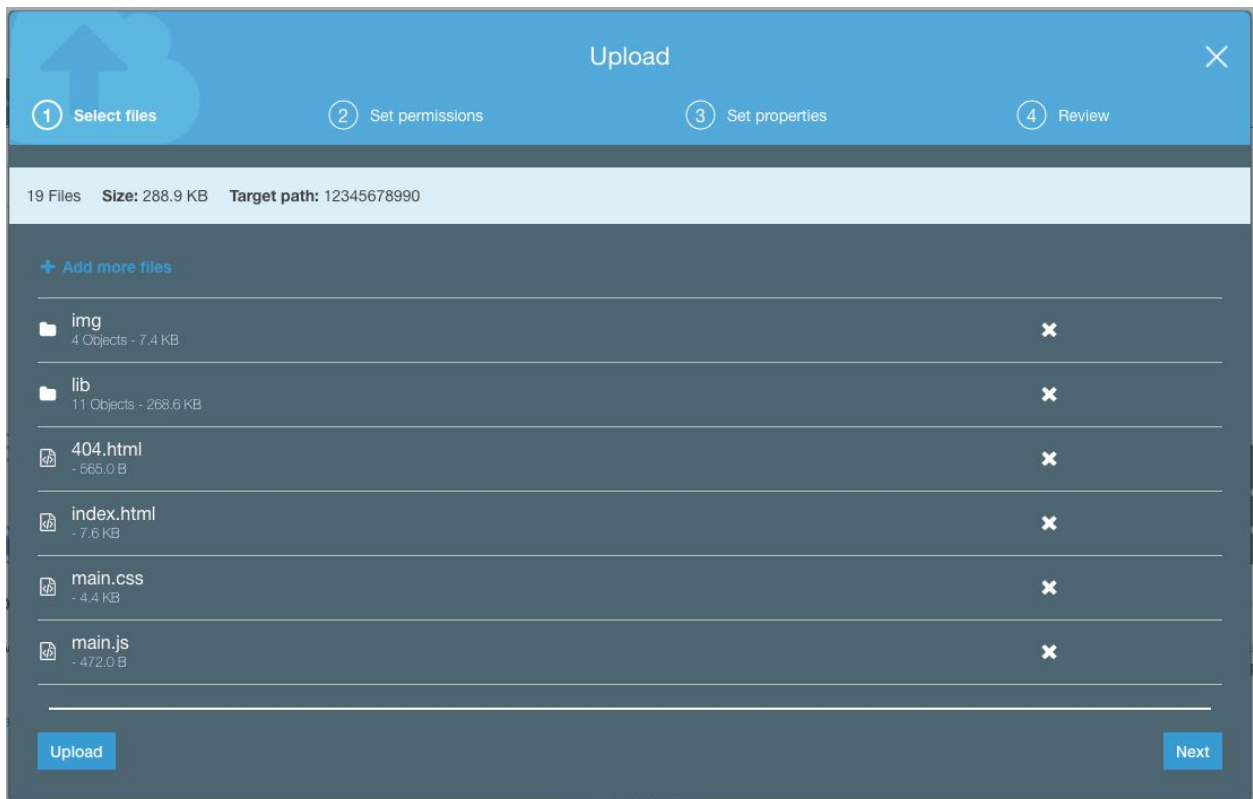 Upload
1 Select files 2 Set permissions 3 Set properties 4 Review
19 Files Size: 288.9 KB Target path: 12345678990
Add more files
img
4 Objects - 7.4 KB
lib
11 Objects - 268.6 KB
404.html
- 565.0 B
index.html
- 7.6 KB
main.css
- 4.4 KB
main.js
- 472.0 B
Upload Next